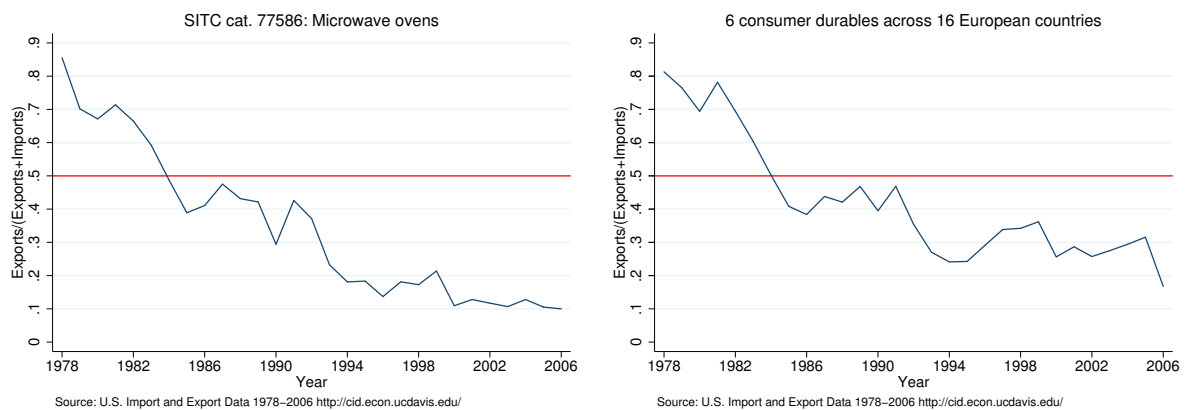 SITC cat. 77586: Microwave ovens
Exports/(Exports+Imports)
.9
.8
.7
.6
.5
.4
.3
.2
.1
0
1978 1982 1986 1990 1994 1998 2002 2006
Year
Source: U.S. Import and Export Data 1978−2006 http://cid.econ.ucdavis.edu/
6 consumer durables across 16 European countries
Exports/(Exports+Imports)
.9
.8
.7
.6
.5
.4
.3
.2
.1
0
1978 1982 1986 1990 1994 1998 2002 2006
Year
Source: U.S. Import and Export Data 1978−2006 http://cid.econ.ucdavis.edu/